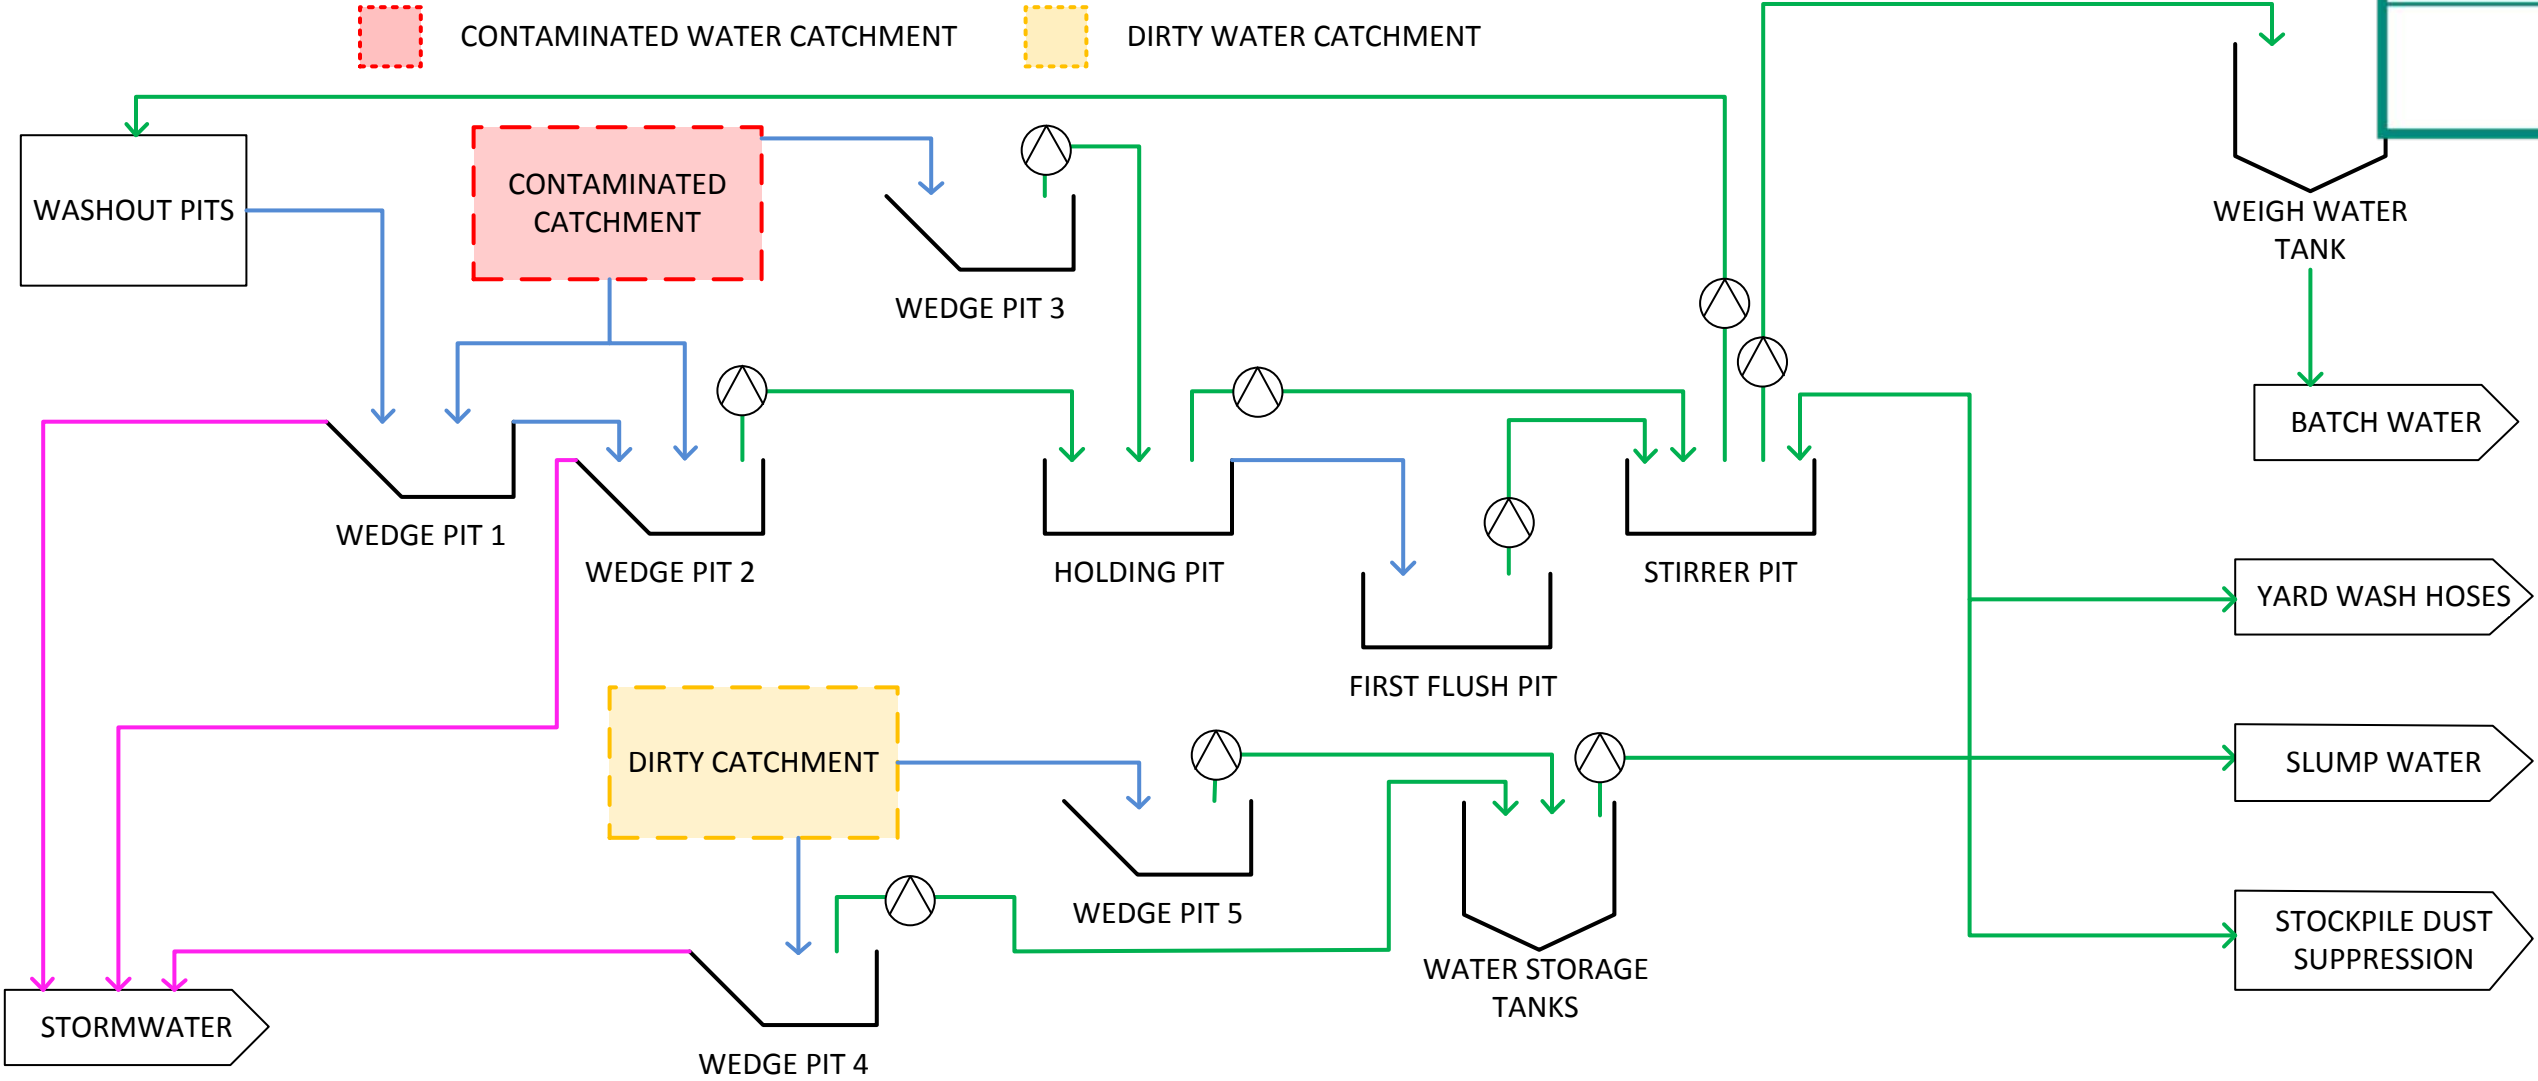 CONTAMINATED WATER CATCHMENT
DIRTY WATER CATCHMENT
WASHOUT PITS
CONTAMINATED
CATCHMENT
WEDGE PIT 3
WEIGH WATER
TANK
BATCH WATER
WEDGE PIT 1
WEDGE PIT 2
HOLDING PIT
STIRRER PIT
YARD WASH HOSES
FIRST FLUSH PIT
DIRTY CATCHMENT
SLUMP WATER
WEDGE PIT 5
WATER STORAGE
TANKS
STOCKPILE DUST
SUPPRESSION
STORMWATER
WEDGE PIT 4